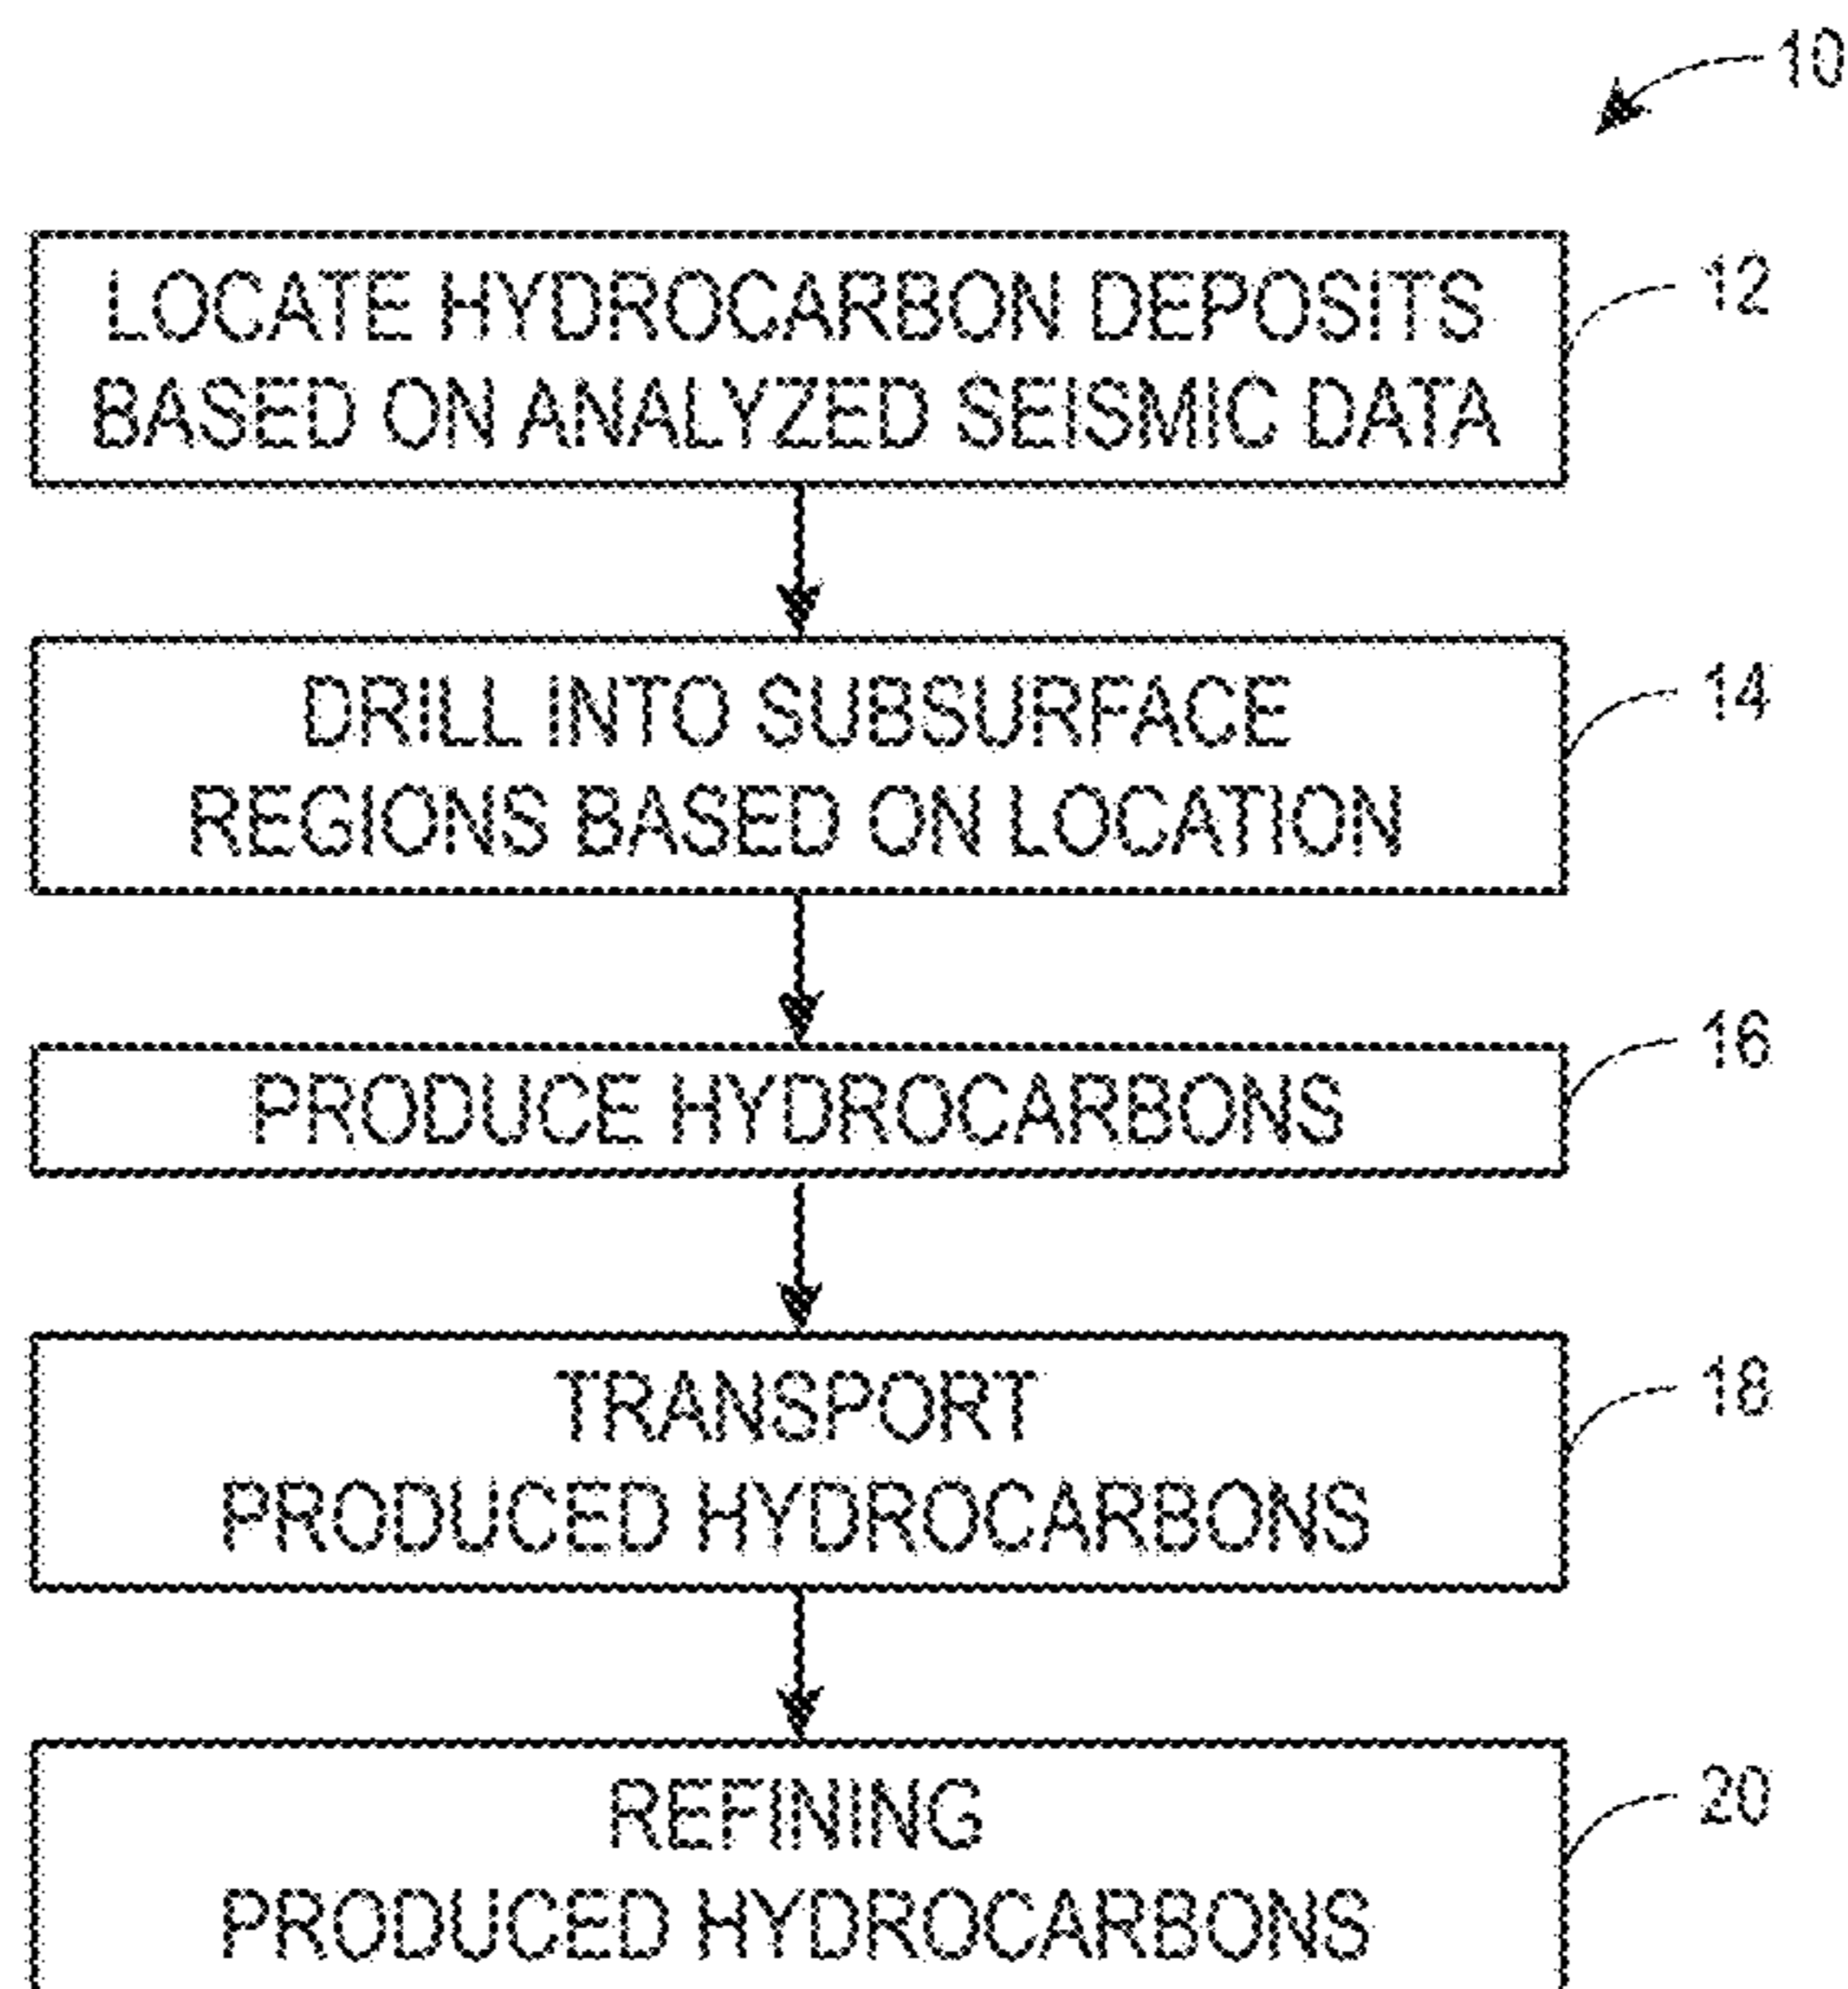 10
LOCATE HYDROCARBON DEPOSITS
BASED ON ANALYZED SEISMIC DATA
12
DRILL INTO SUBSURFACE
REGIONS BASED ON LOCATION
14
PRODUCE HYDROCARBONS
16
TRANSPORT
PRODUCED HYDROCARBONS
18
REFINING
PRODUCED HYDROCARBONS
20